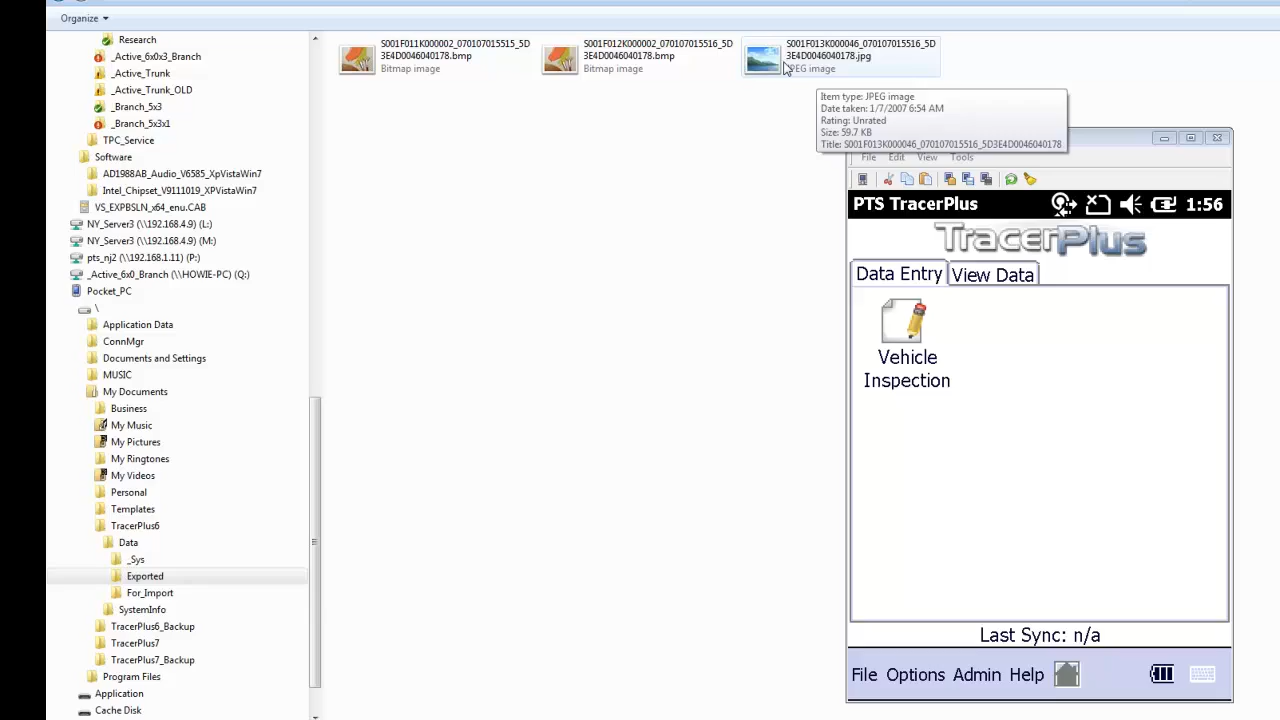 Organize
Research
_Active_6x0x3_Branch
_Active_Trunk
_Active_Trunk_OLD
_Branch_5x3
_Branch_5x3x1
TPC_Service
Software
AD1988AB_Audio_V6585_XpVistaWin7
Intel_Chipset_V9111019_XPVistaWin7
VS_EXPBSLN_x64_enu.CAB
NY_Server3 (\\192.168.4.9) (L:)
NY_Server3 (\\192.168.4.9) (M:)
pts_nj2 (\\192.168.1.11) (P:)
_Active_6x0_Branch (\\HOWIE-PC) (Q:)
Pocket_PC
\
Application Data
ConnMgr
Documents and Settings
MUSIC
My Documents
Business
My Music
My Pictures
My Ringtones
My Videos
Personal
Templates
TracerPlus6
Data
_Sys
Exported
For_Import
SystemInfo
TracerPlus6_Backup
TracerPlus7
TracerPlus7_Backup
Program Files
Application
Cache Disk
S001F011K000002_070107015515_5D
3E4D0046040178.bmp
Bitmap image
S001F012K000002_070107015516_5D
3E4D0046040178.bmp
Bitmap image
S001F013K000046_070107015516_5D
3E4D0046040178.jpg
JPEG image
Item type: JPEG image
Date taken: 1/7/2007 6:54 AM
Rating: Unrated
Size: 59.7 KB
Title: S001F013K000046_070107015516_5D3E4D0046040178
File Edit View Tools
PTS TracerPlus 1:56
TracerPlus
Data Entry View Data
Vehicle
Inspection
Last Sync: n/a
File Options Admin Help